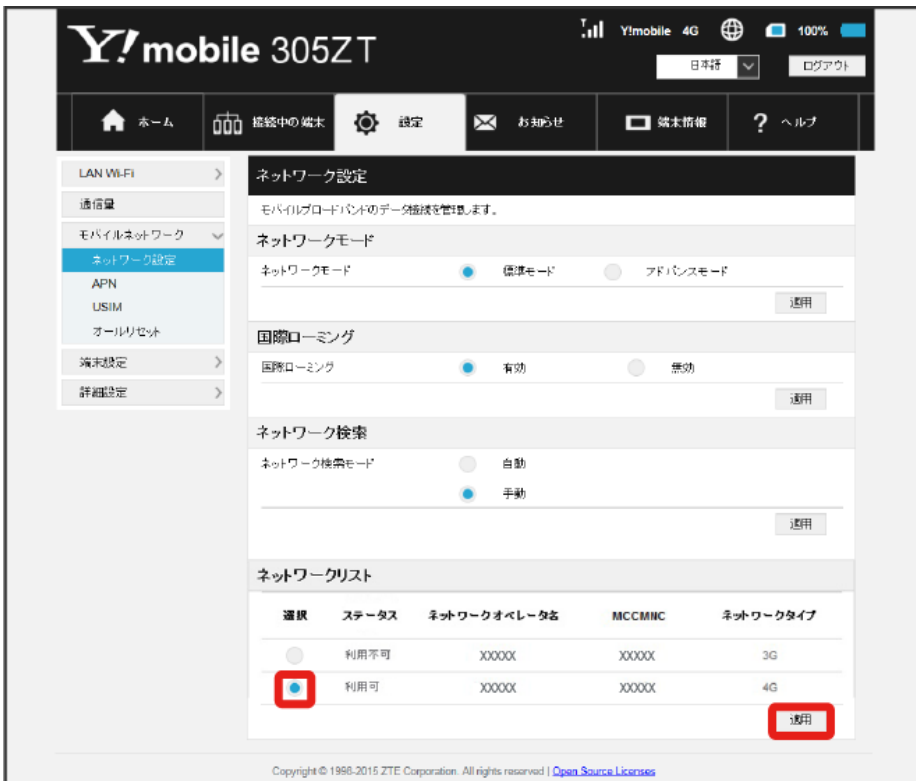 Y! mobile 305ZT
Y!mobile 4G 100%
日本語 ログアウト
ホーム 接続中の端末 設定 お知らせ 端末情報 ? ヘルプ
LAN Wi-Fi
通信量
モバイルネットワーク
ネットワーク設定
APN
USIM
オールリセット
端末設定
詳細設定
ネットワーク設定
モバイルブロードバンドのデータ接続を管理します。
ネットワークモード
ネットワークモード 標準モード アドバンスモード
適用
国際ローミング
国際ローミング 有効 無効
適用
ネットワーク検索
ネットワーク検索モード 自動
手動
適用
ネットワークリスト
選択 ステータス ネットワークオペレータ名 MCCMNC ネットワークタイプ
利用不可 XXXXX XXXXX 3G
利用可 XXXXX XXXXX 4G
適用
Copyright © 1998-2015 ZTE Corporation. All rights reserved | Open Source Licenses